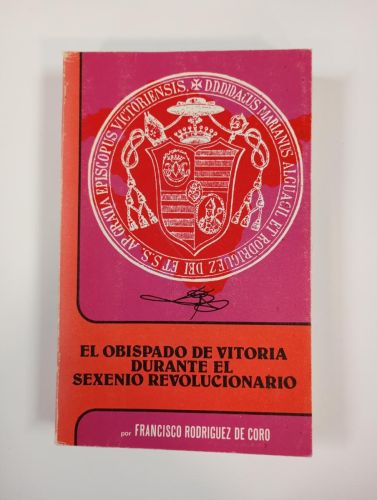 ✠ D.D.DIDACUS MARIANUS ALGUACIL ET RODRIGUEZ DEI ET S.S. AP. GRATIA EPISCOPUS VICTORIENSIS.
EL OBISPADO DE VITORIA
DURANTE EL
SEXENIO REVOLUCIONARIO
por FRANCISCO RODRIGUEZ DE CORO